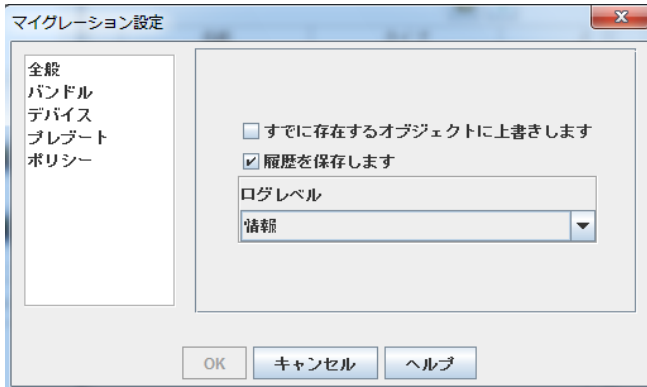 マイグレーション設定
全般
バンドル
デバイス
プレブート
ポリシー
すでに存在するオブジェクトに上書きします
履歴を保存します
ログレベル
情報
OK キャンセル ヘルプ